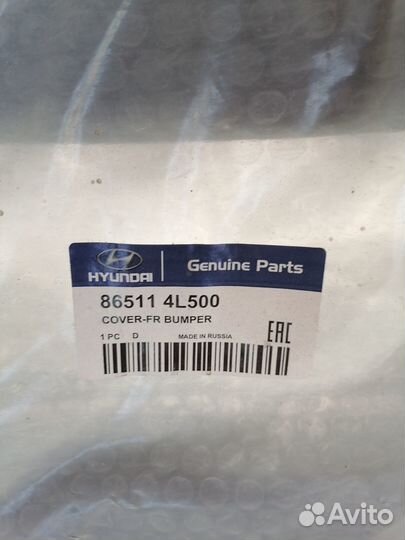 HYUNDAI
Genuine Parts
86511 4L500
COVER-FR BUMPER
1 PC D MADE IN RUSSIA
EAC
Avito